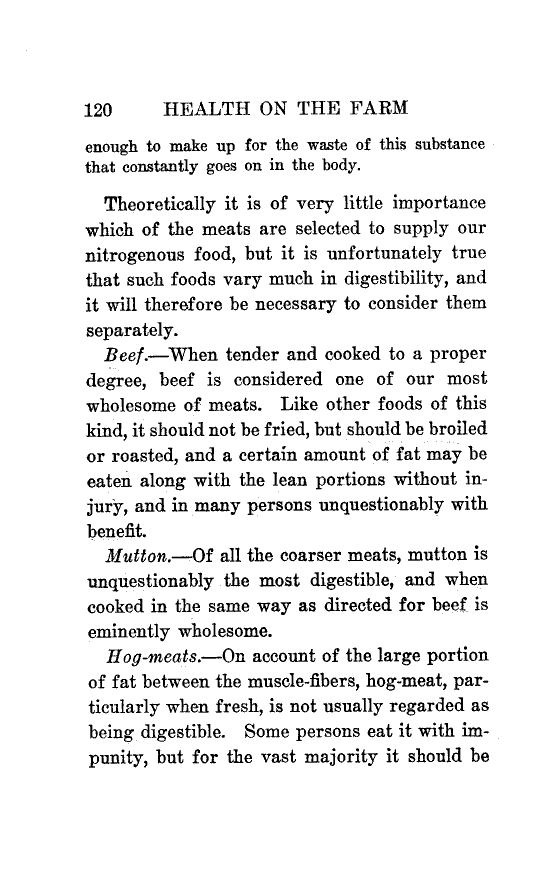 120 HEALTH ON THE FARM
enough to make up for the waste of this substance
that constantly goes on in the body.
Theoretically it is of very little importance
which of the meats are selected to supply our
nitrogenous food, but it is unfortunately true
that such foods vary much in digestibility, and
it will therefore be necessary to consider them
separately.
Beef.—When tender and cooked to a proper
degree, beef is considered one of our most
wholesome of meats. Like other foods of this
kind, it should not be fried, but should be broiled
or roasted, and a certain amount of fat may be
eaten along with the lean portions without in-
jury, and in many persons unquestionably with
benefit.
Mutton.—Of all the coarser meats, mutton is
unquestionably the most digestible, and when
cooked in the same way as directed for beef is
eminently wholesome.
Hog-meats.—On account of the large portion
of fat between the muscle-fibers, hog-meat, par-
ticularly when fresh, is not usually regarded as
being digestible. Some persons eat it with im-
punity, but for the vast majority it should be